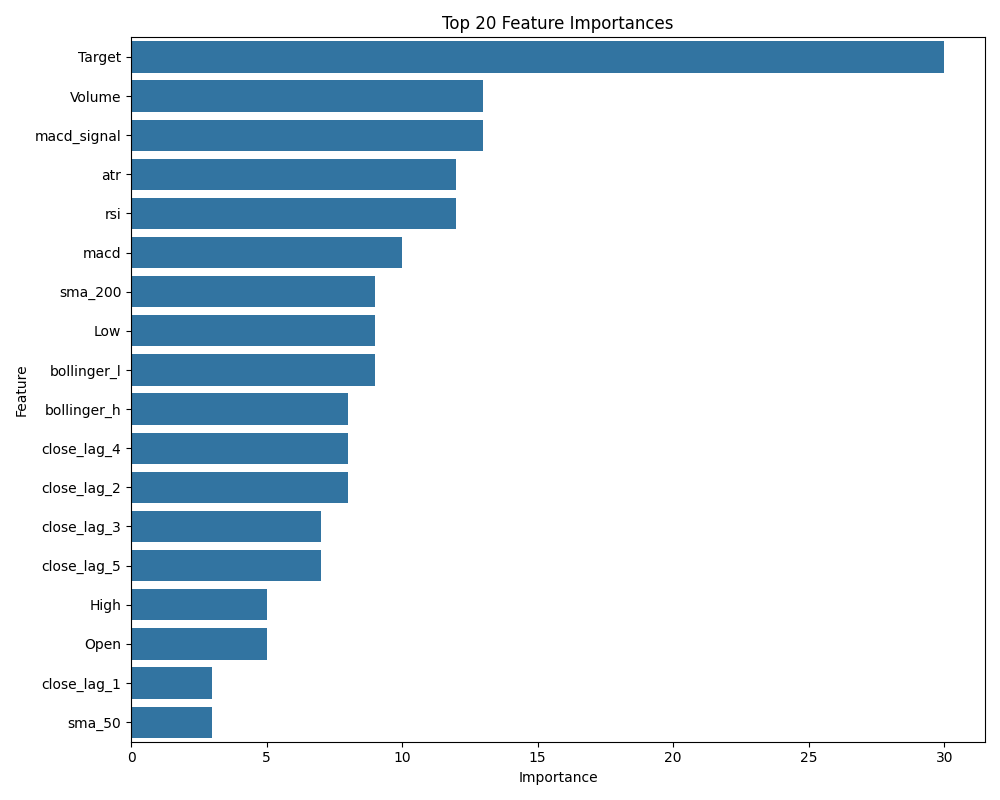 Top 20 Feature Importances
Target
Volume
macd_signal
atr
rsi
macd
sma_200
Low
bollinger_l
bollinger_h
close_lag_4
close_lag_2
close_lag_3
close_lag_5
High
Open
close_lag_1
sma_50
Feature
0 5 10 15 20 25 30
Importance